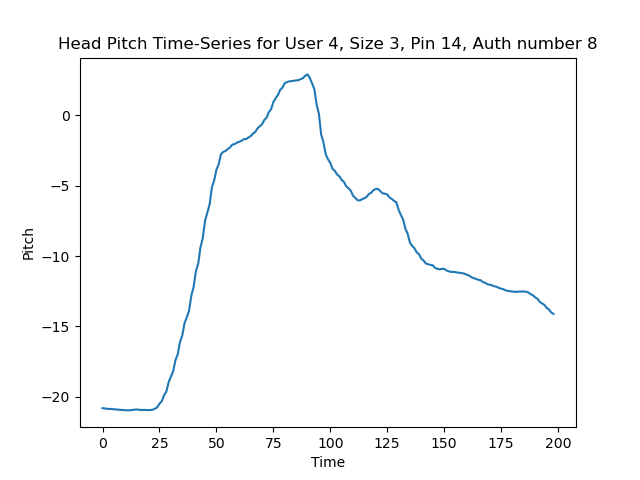 Head Pitch Time-Series for User 4, Size 3, Pin 14, Auth number 8
0
−5
−10
−15
−20
Pitch
0 25 50 75 100 125 150 175 200
Time